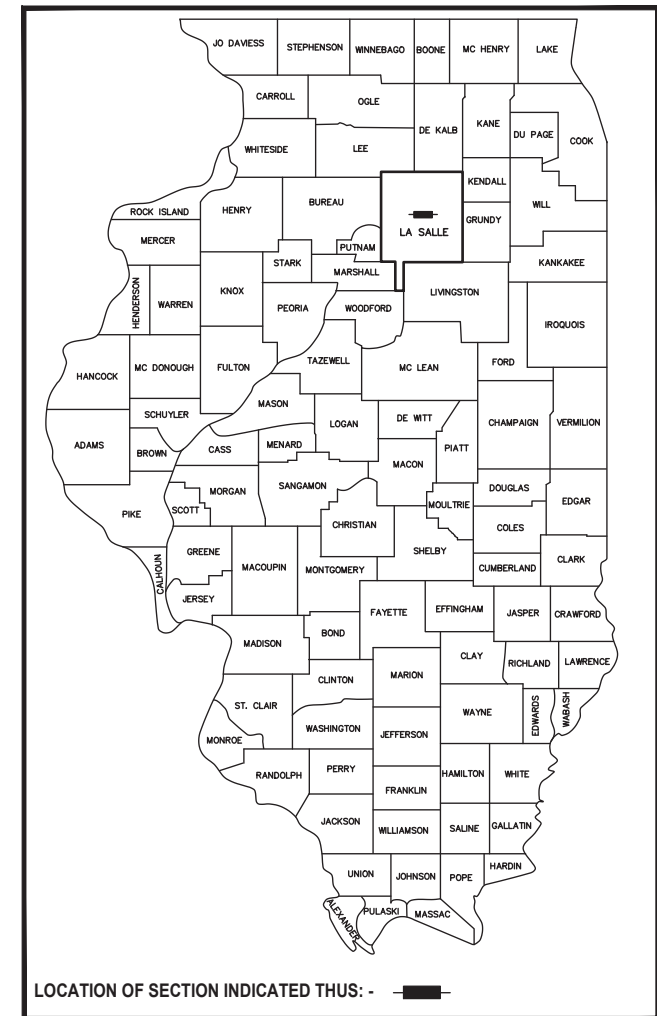 JO DAVIESS STEPHENSON WINNEBAGO BOONE MC HENRY LAKE
CARROLL OGLE DE KALB KANE DU PAGE COOK
WHITESIDE LEE
KENDALL
ROCK ISLAND HENRY BUREAU LA SALLE GRUNDY WILL
MERCER PUTNAM
STARK MARSHALL KANKAKEE
HENDERSON WARREN KNOX PEORIA WOODFORD LIVINGSTON
IROQUOIS
HANCOCK MC DONOUGH FULTON TAZEWELL MC LEAN FORD
SCHUYLER MASON LOGAN DE WITT CHAMPAIGN VERMILION
ADAMS BROWN CASS MENARD MACON PIATT
PIKE SCOTT MORGAN SANGAMON MOULTRIE DOUGLAS EDGAR
CHRISTIAN COLES
CALHOUN GREENE MACOUPIN MONTGOMERY SHELBY CUMBERLAND CLARK
JERSEY FAYETTE EFFINGHAM JASPER CRAWFORD
MADISON BOND
CLAY RICHLAND LAWRENCE
CLINTON MARION
ST. CLAIR WAYNE EDWARDS WABASH
MONROE WASHINGTON JEFFERSON
RANDOLPH PERRY HAMILTON WHITE
FRANKLIN
JACKSON WILLIAMSON SALINE GALLATIN
UNION JOHNSON POPE HARDIN
ALEXANDER PULASKI MASSAC
LOCATION OF SECTION INDICATED THUS: -